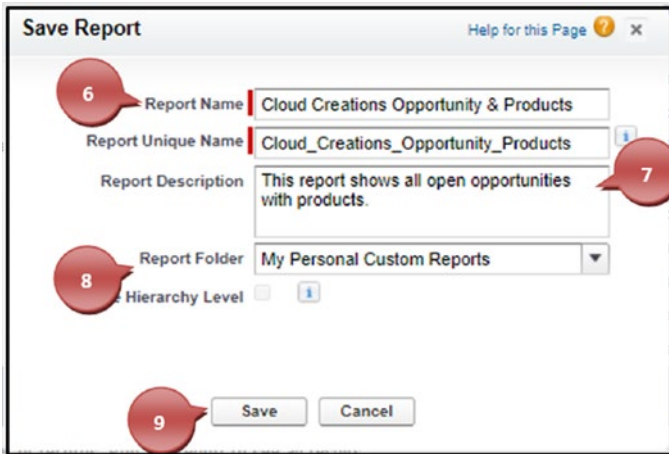 Save Report
Help for this Page ? x
6
Report Name Cloud Creations Opportunity & Products
Report Unique Name Cloud_Creations_Opportunity_Products i
Report Description This report shows all open opportunities
with products.
7
Report Folder My Personal Custom Reports
8
Hierarchy Level i
9
Save Cancel